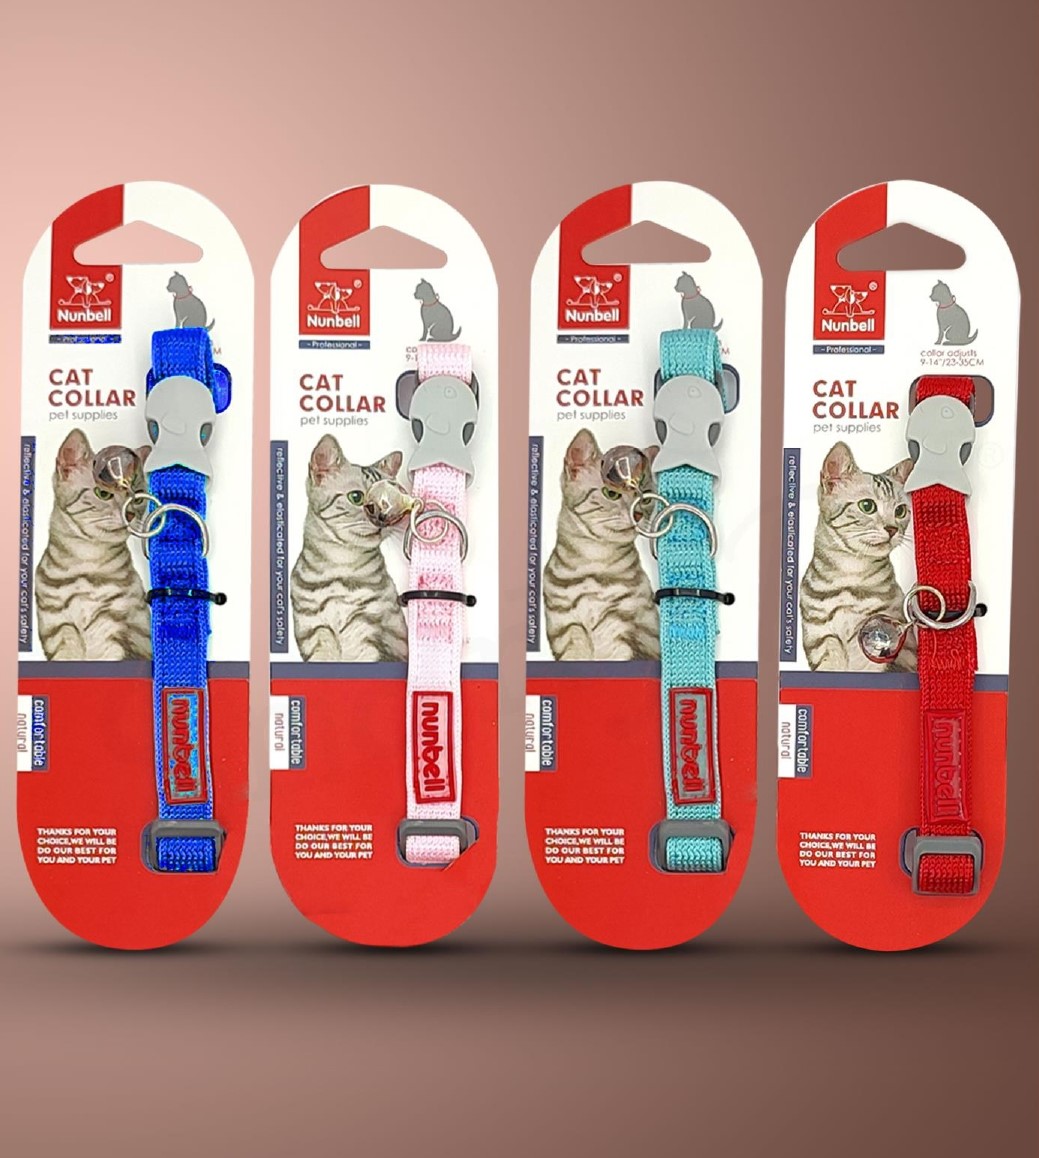 Nunbell
- Professional -
CAT
COLLAR
pet supplies
reflective & elasticated for your cat's safety
nunbell
comfortable
natural
THANKS FOR YOUR
CHOICE,WE WILL BE
DO OUR BEST FOR
YOU AND YOUR PET
Nunbell
- Professional -
CAT
COLLAR
pet supplies
reflective & elasticated for your cat's safety
nunbell
comfortable
natural
THANKS FOR YOUR
CHOICE,WE WILL BE
DO OUR BEST FOR
YOU AND YOUR PET
Nunbell
- Professional -
CAT
COLLAR
pet supplies
reflective & elasticated for your cat's safety
nunbell
comfortable
natural
THANKS FOR YOUR
CHOICE,WE WILL BE
DO OUR BEST FOR
YOU AND YOUR PET
Nunbell
- Professional -
collar adjusts
9-14"/23-35CM
CAT
COLLAR
pet supplies
reflective & elasticated for your cat's safety
nunbell
comfortable
natural
THANKS FOR YOUR
CHOICE,WE WILL BE
DO OUR BEST FOR
YOU AND YOUR PET